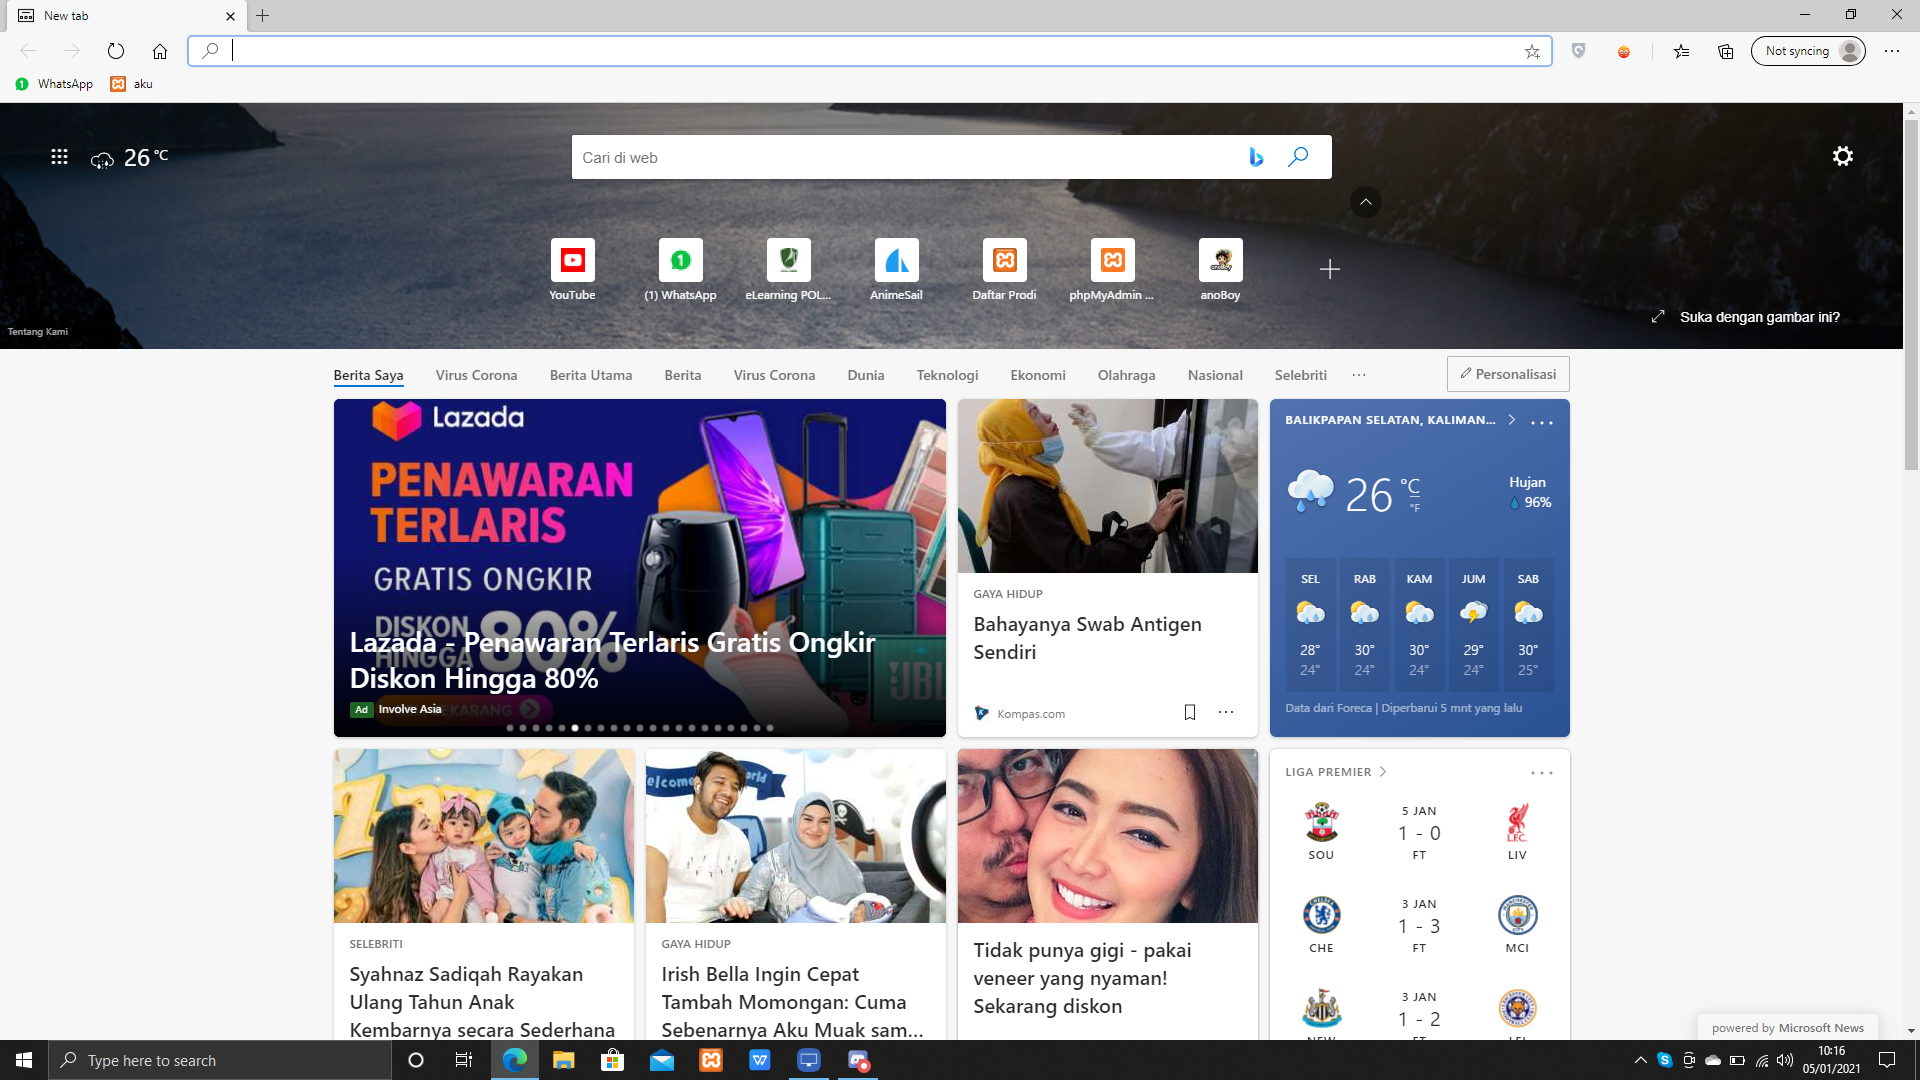 New tab
Not syncing
WhatsApp
aku
26 °C
Cari di web
YouTube
(1) WhatsApp
eLearning POL...
AnimeSail
Daftar Prodi
phpMyAdmin ...
anoBoy
Tentang Kami
Suka dengan gambar ini?
Berita Saya
Virus Corona
Berita Utama
Berita
Virus Corona
Dunia
Teknologi
Ekonomi
Olahraga
Nasional
Selebriti
Personalisasi
Lazada
PENAWARAN
TERLARIS
GRATIS ONGKIR
DISKON
HINGGA 80%
Lazada - Penawaran Terlaris Gratis Ongkir
Diskon Hingga 80%
Ad Involve Asia
JBL
GAYA HIDUP
Bahayanya Swab Antigen
Sendiri
Kompas.com
BALIKPAPAN SELATAN, KALIMAN...
26 °C
°F
Hujan
96%
SEL RAB KAM JUM SAB
28° 30° 30° 29° 30°
24° 24° 24° 24° 25°
Data dari Foreca | Diperbarui 5 mnt yang lalu
SELEBRITI
Syahnaz Sadiqah Rayakan
Ulang Tahun Anak
Kembarnya secara Sederhana
Welcome
GAYA HIDUP
Irish Bella Ingin Cepat
Tambah Momongan: Cuma
Sebenarnya Aku Muak sam...
Tidak punya gigi - pakai
veneer yang nyaman!
Sekarang diskon
LIGA PREMIER
5 JAN
1 - 0
SOU FT LIV
3 JAN
1 - 3
CHE FT MCI
3 JAN
1 - 2
powered by Microsoft News
Type here to search
10:16
05/01/2021